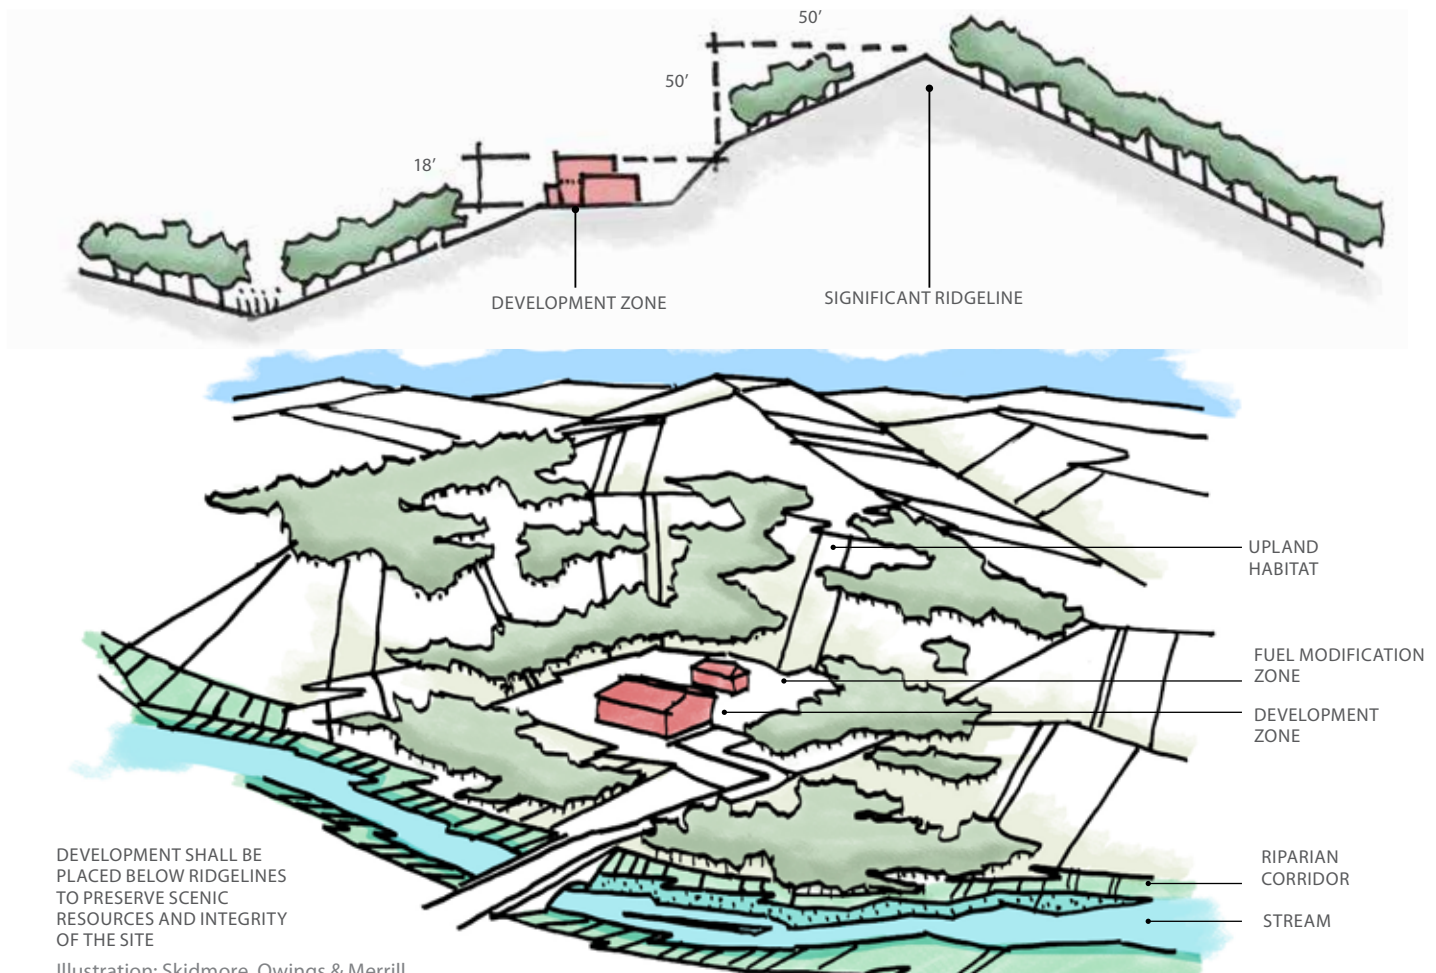 50’
50’
18’
DEVELOPMENT ZONE
SIGNIFICANT RIDGELINE
UPLAND
HABITAT
FUEL MODIFICATION
ZONE
DEVELOPMENT
ZONE
RIPARIAN
CORRIDOR
STREAM
DEVELOPMENT SHALL BE
PLACED BELOW RIDGELINES
TO PRESERVE SCENIC
RESOURCES AND INTEGRITY
OF THE SITE
Illustration: Skidmore, Owings & Merrill